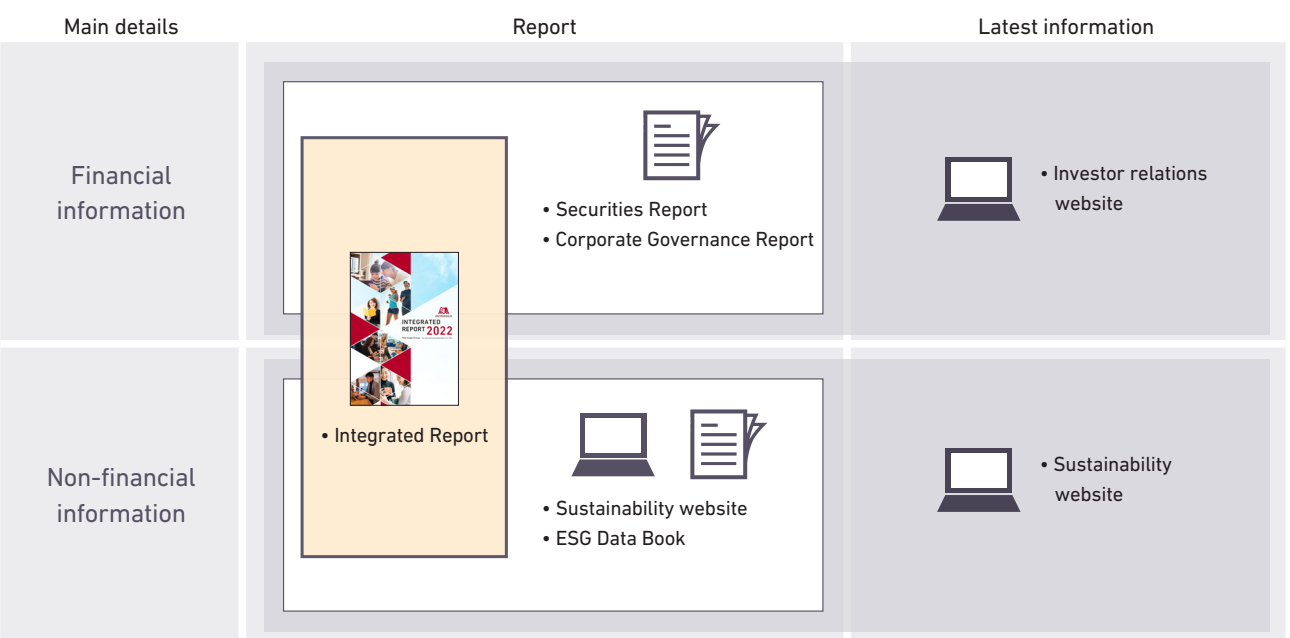 Main details
Report
Latest information
Financial
information
• Securities Report
• Corporate Governance Report
• Investor relations
website
INTEGRATED
REPORT 2022
• Integrated Report
Non-financial
information
• Sustainability website
• ESG Data Book
• Sustainability
website